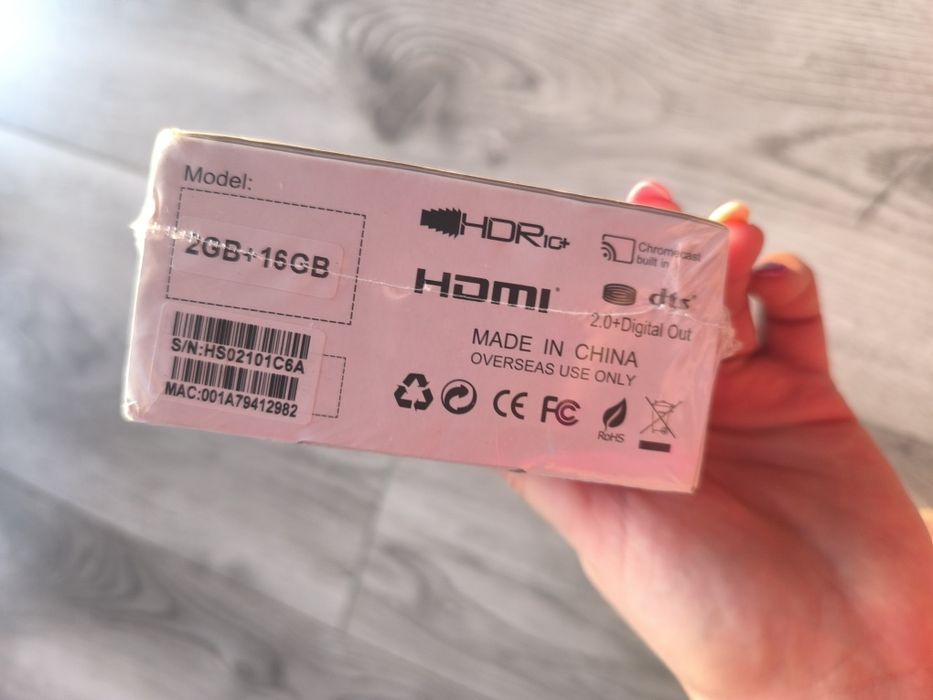 Model:
2GB+16GB
S/N:HS02101C6A
MAC:001A79412982
HDR10+
Chromecast
built in
HDMI
dts
2.0+Digital Out
MADE IN CHINA
OVERSEAS USE ONLY
CE
FC
RoHS